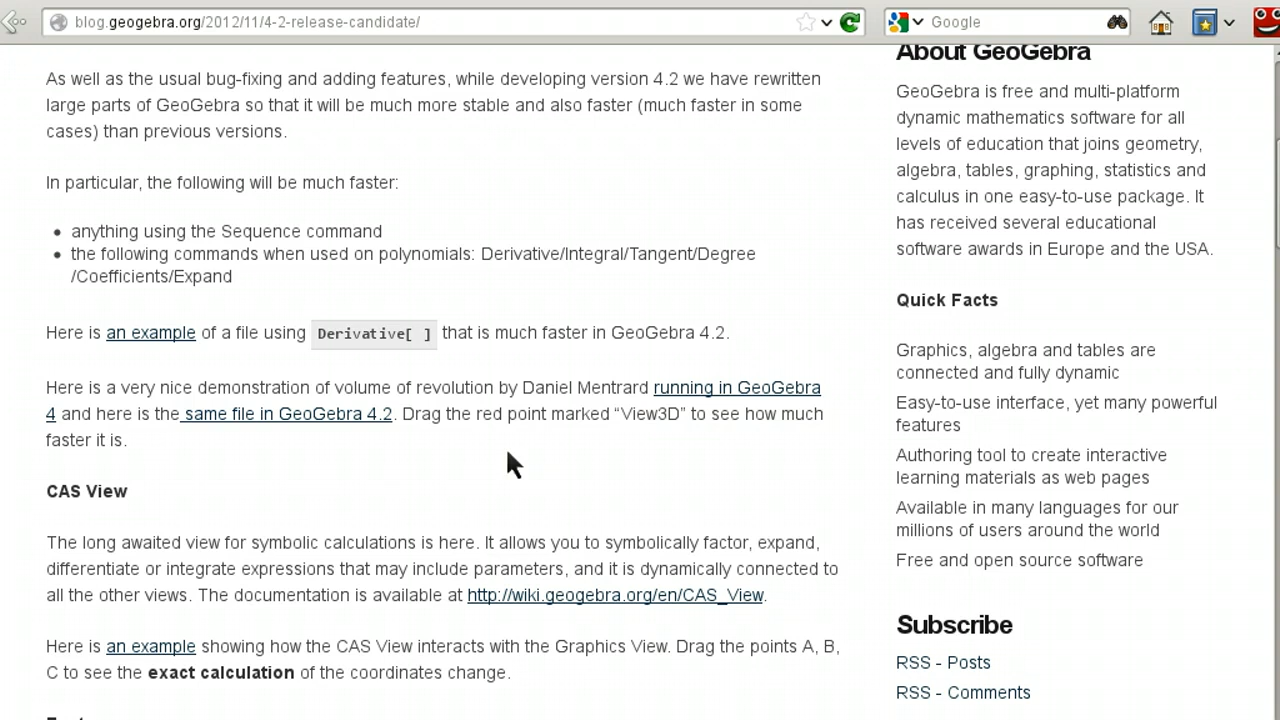 blog.geogebra.org/2012/11/4-2-release-candidate/
Google
As well as the usual bug-fixing and adding features, while developing version 4.2 we have rewritten
large parts of GeoGebra so that it will be much more stable and also faster (much faster in some
cases) than previous versions.
In particular, the following will be much faster:
• anything using the Sequence command
• the following commands when used on polynomials: Derivative/Integral/Tangent/Degree
/Coefficients/Expand
Here is an example of a file using Derivative[ ] that is much faster in GeoGebra 4.2.
Here is a very nice demonstration of volume of revolution by Daniel Mentrard running in GeoGebra
4 and here is the same file in GeoGebra 4.2. Drag the red point marked “View3D” to see how much
faster it is.
CAS View
The long awaited view for symbolic calculations is here. It allows you to symbolically factor, expand,
differentiate or integrate expressions that may include parameters, and it is dynamically connected to
all the other views. The documentation is available at http://wiki.geogebra.org/en/CAS_View.
Here is an example showing how the CAS View interacts with the Graphics View. Drag the points A, B,
C to see the exact calculation of the coordinates change.
About GeoGebra
GeoGebra is free and multi-platform
dynamic mathematics software for all
levels of education that joins geometry,
algebra, tables, graphing, statistics and
calculus in one easy-to-use package. It
has received several educational
software awards in Europe and the USA.
Quick Facts
Graphics, algebra and tables are
connected and fully dynamic
Easy-to-use interface, yet many powerful
features
Authoring tool to create interactive
learning materials as web pages
Available in many languages for our
millions of users around the world
Free and open source software
Subscribe
RSS - Posts
RSS - Comments